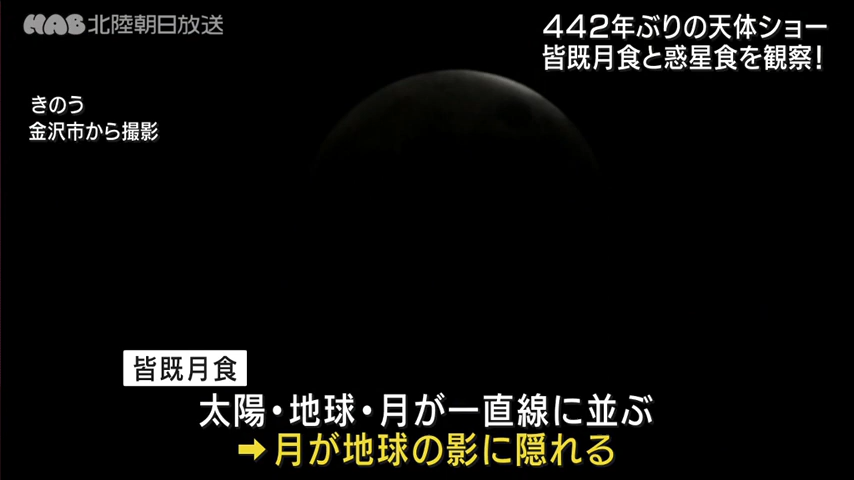 HAB北陸朝日放送
442年ぶりの天体ショー
皆既月食と惑星食を観察!
きのう
金沢市から撮影
皆既月食
太陽・地球・月が一直線に並ぶ
➡月が地球の影に隠れる